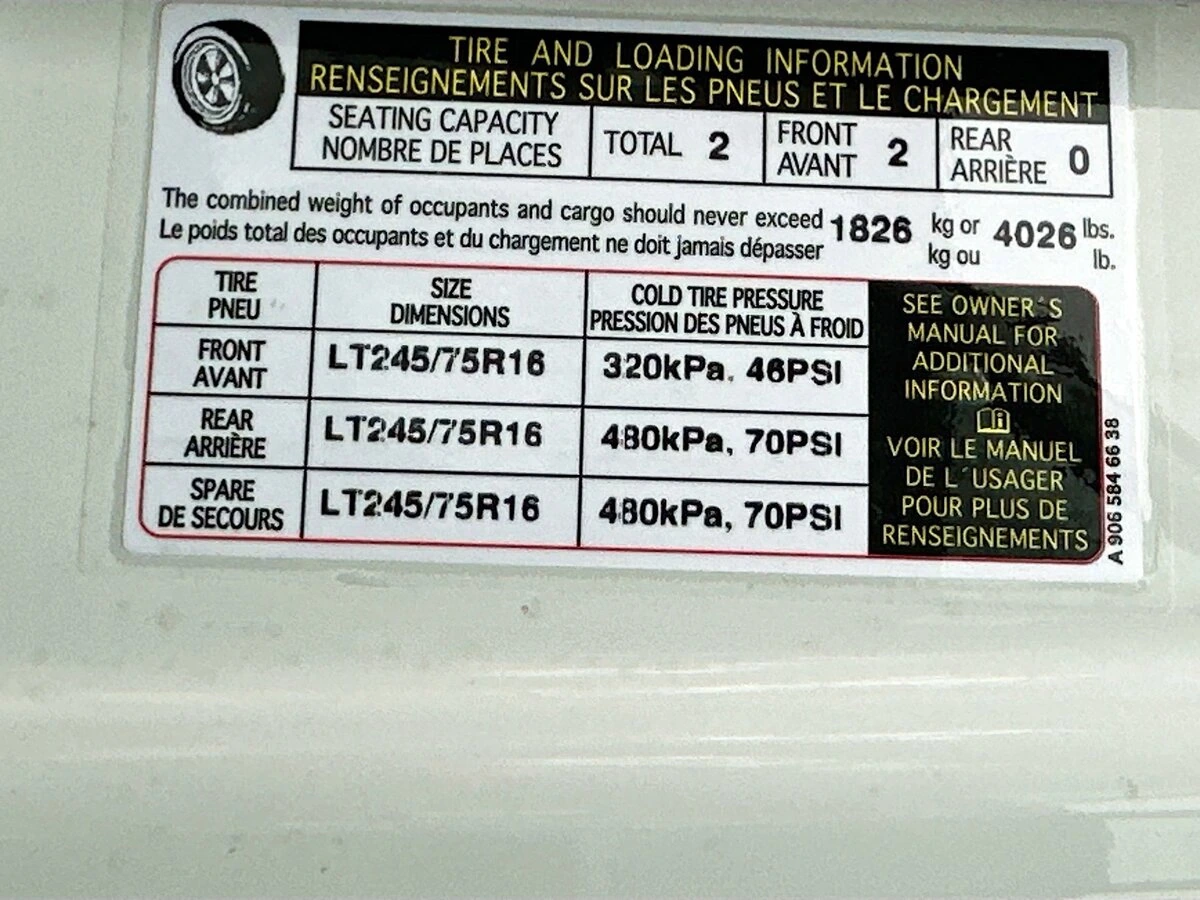 TIRE AND LOADING INFORMATION
RENSEIGNEMENTS SUR LES PNEUS ET LE CHARGEMENT
SEATING CAPACITY
NOMBRE DE PLACES
TOTAL 2
FRONT
AVANT 2
REAR
ARRIÈRE 0
The combined weight of occupants and cargo should never exceed 1826 kg or 4026 lbs.
Le poids total des occupants et du chargement ne doit jamais dépasser kg ou lb.
TIRE
PNEU
SIZE
DIMENSIONS
COLD TIRE PRESSURE
PRESSION DES PNEUS À FROID
FRONT
AVANT
LT245/75R16
320kPa, 46PSI
REAR
ARRIÈRE
LT245/75R16
480kPa, 70PSI
SPARE
DE SECOURS
LT245/75R16
480kPa, 70PSI
SEE OWNER´S
MANUAL FOR
ADDITIONAL
INFORMATION
VOIR LE MANUEL
DE L´USAGER
POUR PLUS DE
RENSEIGNEMENTS
A 906 584 66 38